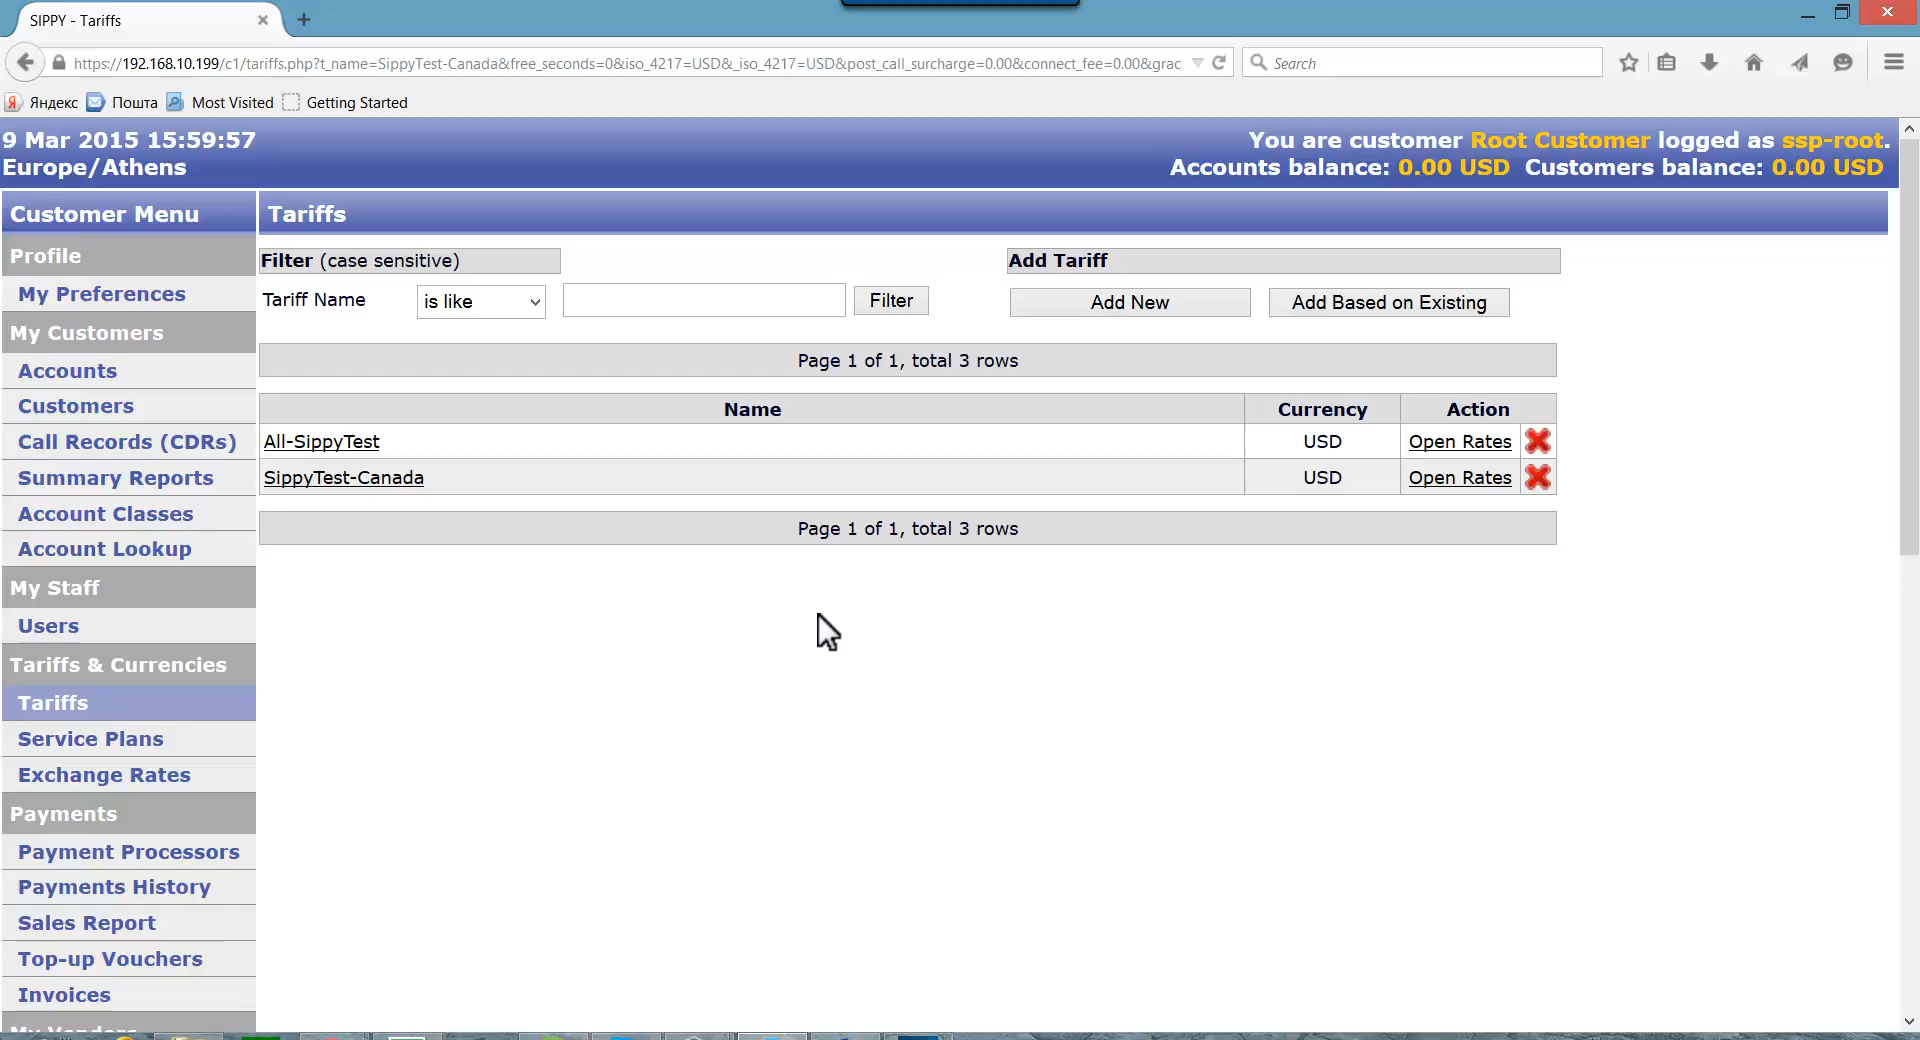 SIPPY - Tariffs
https://192.168.10.199/c1/tariffs.php?t_name=SippyTest-Canada&free_seconds=0&iso_4217=USD&_iso_4217=USD&post_call_surcharge=0.00&connect_fee=0.00&grac
Search
Яндекс Пошта Most Visited Getting Started
9 Mar 2015 15:59:57
Europe/Athens
You are customer Root Customer logged as ssp-root.
Accounts balance: 0.00 USD Customers balance: 0.00 USD
Customer Menu
Profile
My Preferences
My Customers
Accounts
Customers
Call Records (CDRs)
Summary Reports
Account Classes
Account Lookup
My Staff
Users
Tariffs & Currencies
Tariffs
Service Plans
Exchange Rates
Payments
Payment Processors
Payments History
Sales Report
Top-up Vouchers
Invoices
My Vendors
Tariffs
Filter (case sensitive)
Tariff Name is like Filter
Add Tariff
Add New Add Based on Existing
Page 1 of 1, total 3 rows
Name Currency Action
All-SippyTest USD Open Rates
SippyTest-Canada USD Open Rates
Page 1 of 1, total 3 rows